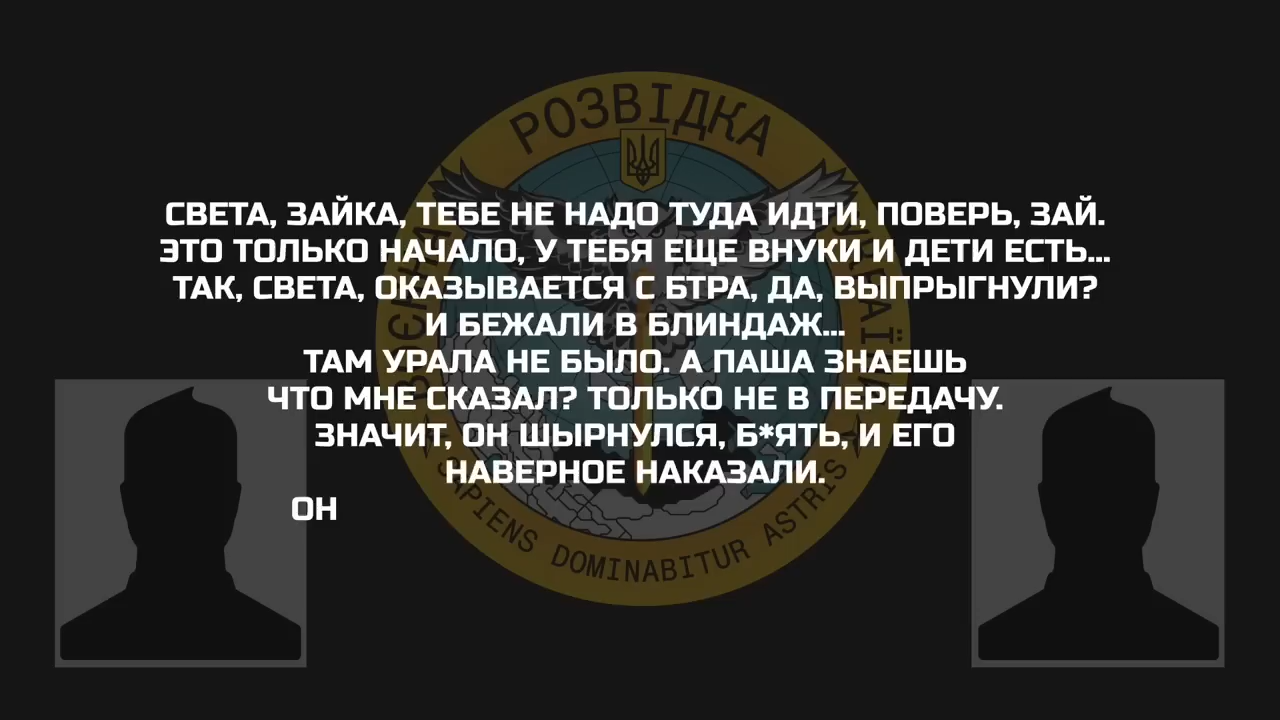 РОЗВІДКА
СВЕТА, ЗАЙКА, ТЕБЕ НЕ НАДО ТУДА ИДТИ, ПОВЕРЬ, ЗАЙ.
ЭТО ТОЛЬКО НАЧАЛО, У ТЕБЯ ЕЩЕ ВНУКИ И ДЕТИ ЕСТЬ...
ТАК, СВЕТА, ОКАЗЫВАЕТСЯ С БТРА, ДА, ВЫПРЫГНУЛИ?
И БЕЖАЛИ В БЛИНДАЖ...
ТАМ УРАЛА НЕ БЫЛО. А ПАША ЗНАЕШЬ
ЧТО МНЕ СКАЗАЛ? ТОЛЬКО НЕ В ПЕРЕДАЧУ.
ЗНАЧИТ, ОН ШЫРНУЛСЯ, Б*ЯТЬ, И ЕГО
НАВЕРНОЕ НАКАЗАЛИ.
ОН
SAPIENS DOMINABITUR ASTRIS